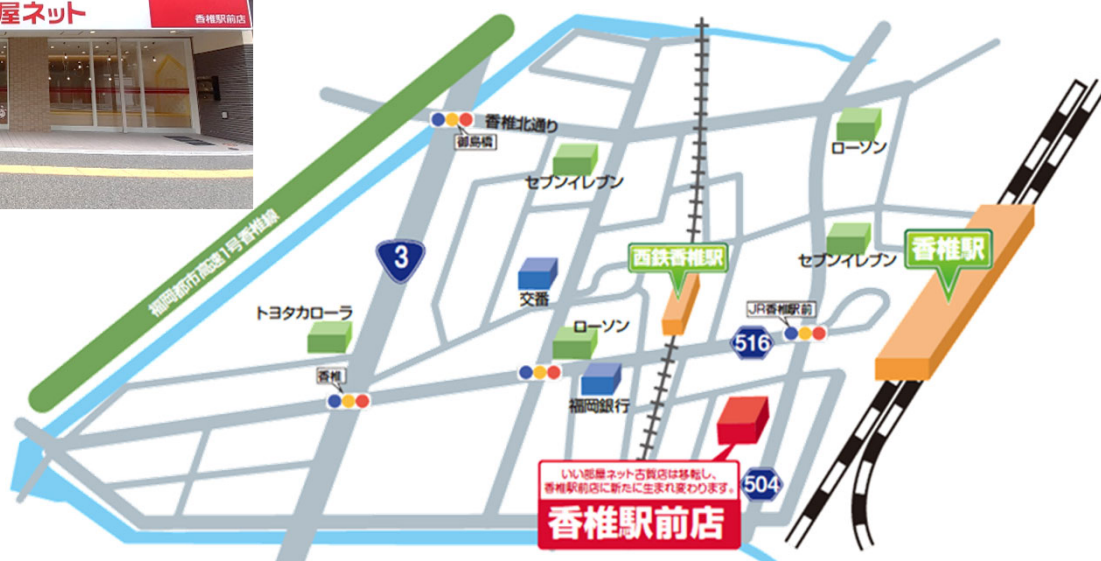 屋ネット
香椎駅前店
香椎北通り
御島橋
セブンイレブン
ローソン
福岡都市高速1号香椎線
3
西鉄香椎駅
セブンイレブン
香椎駅
交番
トヨタカローラ
ローソン
JR香椎駅前
516
香椎
福岡銀行
いい部屋ネット古賀店は移転し、
香椎駅前店に新たに生まれ変わります。
504
香椎駅前店